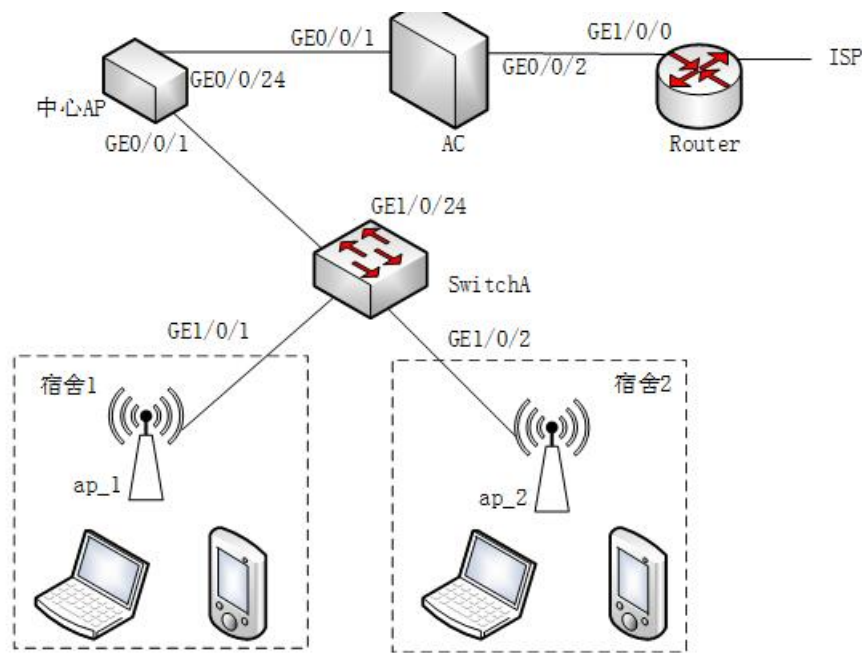 GE0/0/1
GE1/0/0
GE0/0/24
GE0/0/2
ISP
中心AP
GE0/0/1
AC
Router
GE1/0/24
SwitchA
GE1/0/1
GE1/0/2
宿舍1
宿舍2
ap_1
ap_2